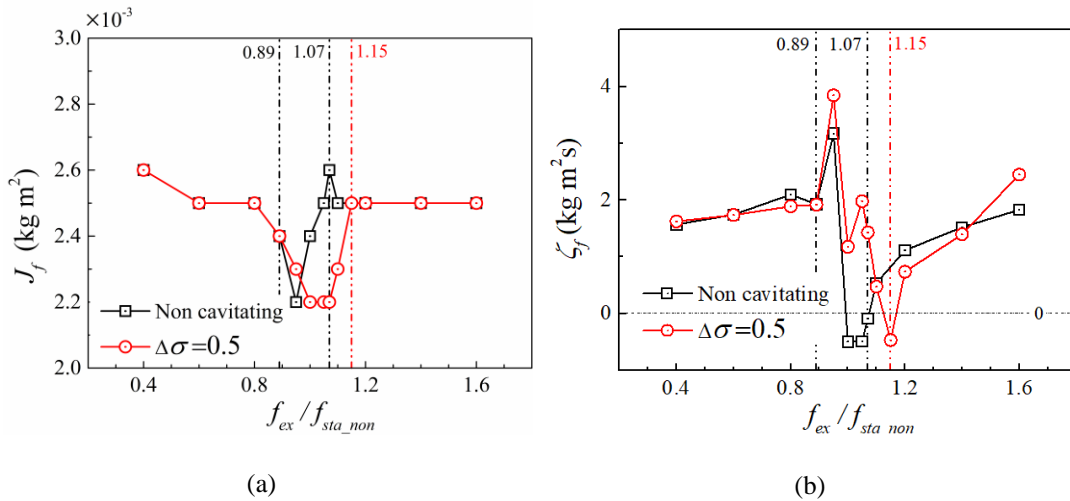 ×10⁻³
3.0
2.8
2.6
2.4
2.2
2.0
J_f (kg m²)
0.89
1.07
1.15
Non cavitating
Δσ=0.5
0.4 0.8 1.2 1.6
f_ex / f_sta_non
(a)
4
2
0
ζ_f (kg m²s)
0.89
1.07
1.15
Non cavitating
0
Δσ=0.5
0.4 0.8 1.2 1.6
f_ex / f_sta non
(b)